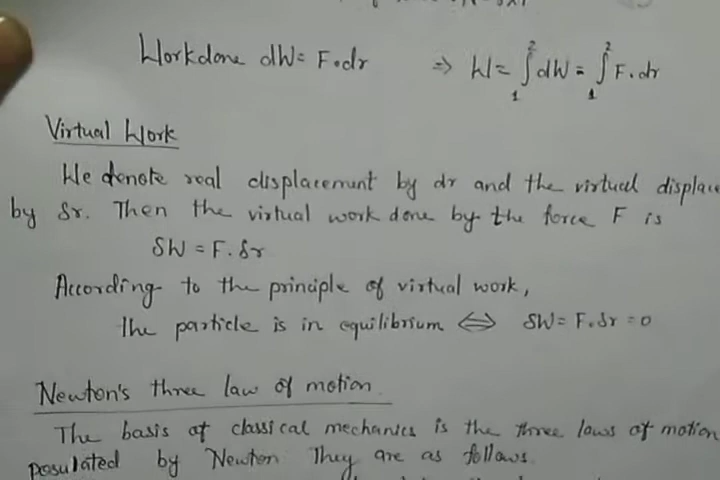 Workdone dW= F.dr ⇒ W= ∫₁² dW = ∫₁² F.dr
Virtual Work
We denote real displacement by dr and the virtual displace
by δr. Then the virtual work done by the force F is
δW = F.δr
According to the principle of virtual work,
the particle is in equilibrium ⇔ δW= F.δr =0
Newton's three law of motion
The basis of classical mechanics is the three laws of motion
posulated by Newton They are as follows.